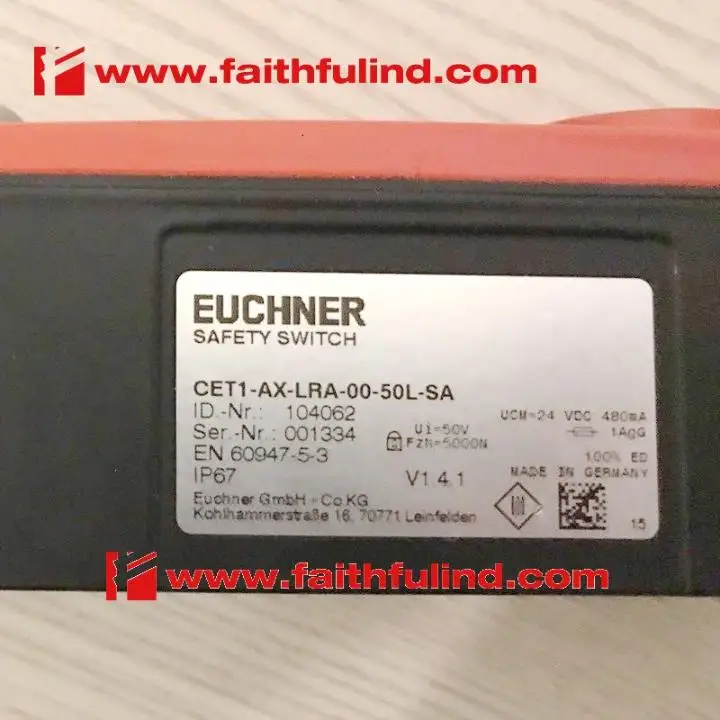 www.faithfulind.com
EUCHNER
SAFETY SWITCH
CET1-AX-LRA-00-50L-SA
ID.-Nr.: 104062
Ser.-Nr.: 001334
EN 60947-5-3
IP67
Ui=50V
Fzh=5000N
V1 4.1
UCM=24 VDC 480mA
1AgG
100% ED
MADE IN GERMANY
15
Euchner GmbH + Co.KG
Kohlhammerstraße 16, 70771 Leinfelden
www.faithfulind.com